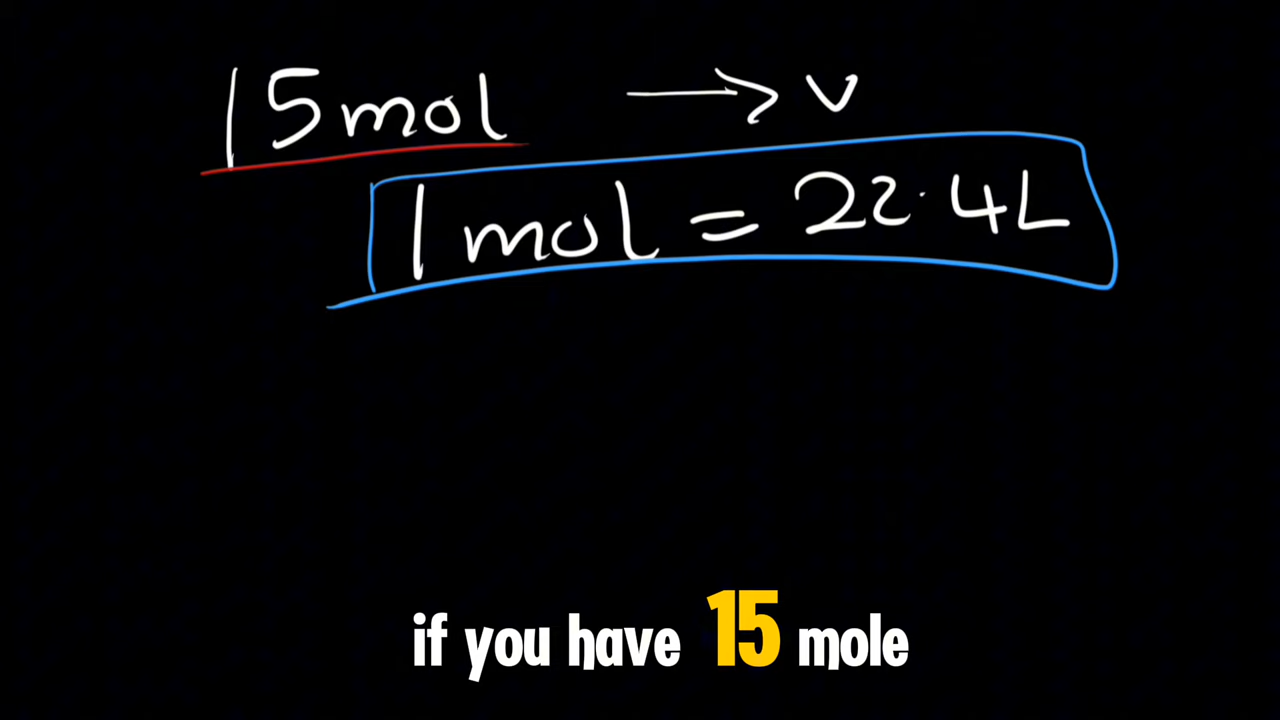 15mol → v
1 mol = 22.4L
if you have 15 mole